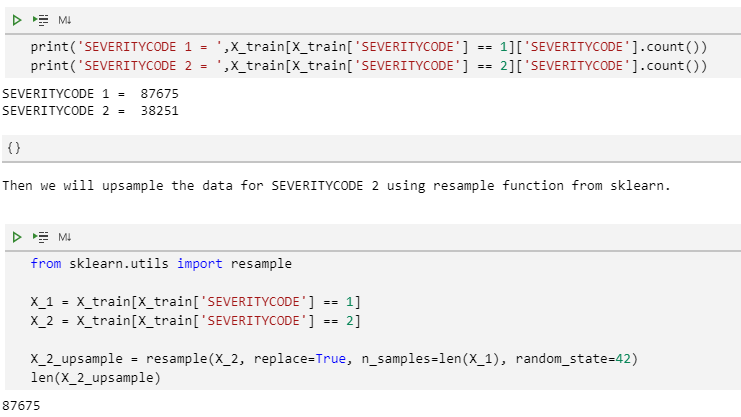 M↓
print('SEVERITYCODE 1 = ',X_train[X_train['SEVERITYCODE'] == 1]['SEVERITYCODE'].count())
print('SEVERITYCODE 2 = ',X_train[X_train['SEVERITYCODE'] == 2]['SEVERITYCODE'].count())
SEVERITYCODE 1 =  87675
SEVERITYCODE 2 =  38251
{}
Then we will upsample the data for SEVERITYCODE 2 using resample function from sklearn.
M↓
from sklearn.utils import resample
X_1 = X_train[X_train['SEVERITYCODE'] == 1]
X_2 = X_train[X_train['SEVERITYCODE'] == 2]
X_2_upsample = resample(X_2, replace=True, n_samples=len(X_1), random_state=42)
len(X_2_upsample)
87675